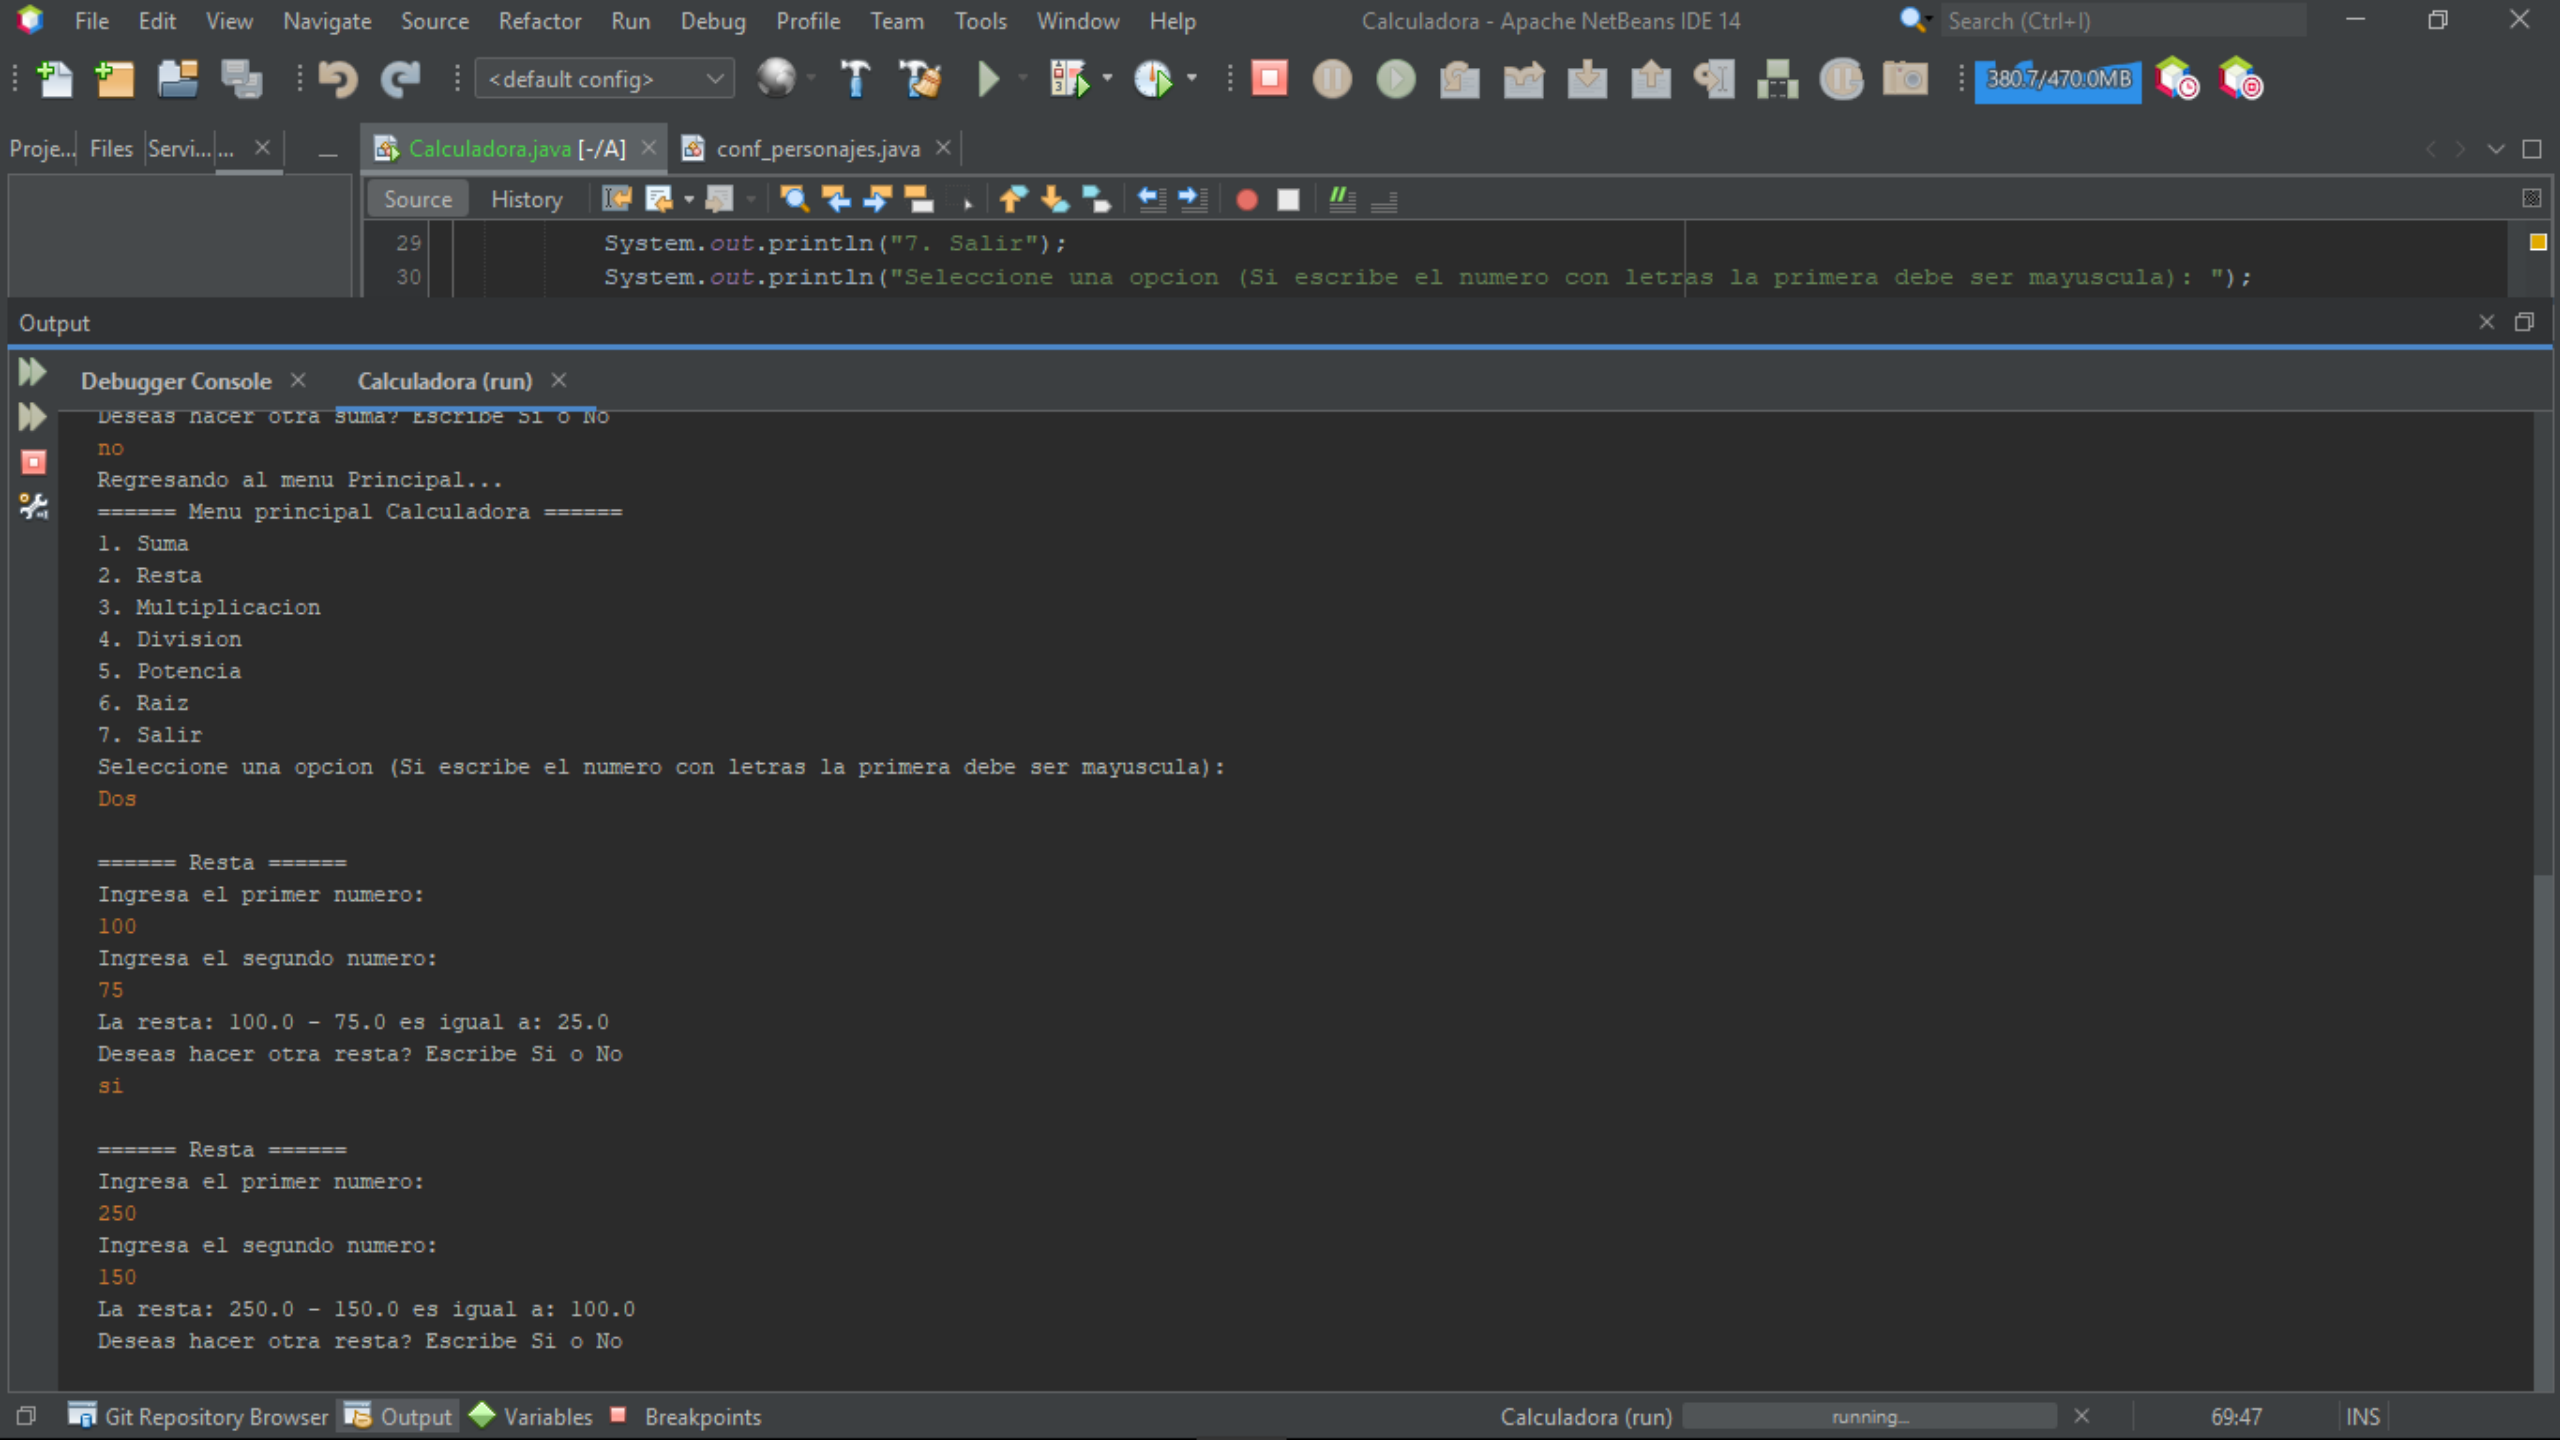 File Edit View Navigate Source Refactor Run Debug Profile Team Tools Window Help Calculadora - Apache NetBeans IDE 14 Search (Ctrl+I)
<default config> 380.7/470.0MB
Proje... Files Servi... ... Calculadora.java [-/A] conf_personajes.java
Source History
29 System.out.println("7. Salir");
30 System.out.println("Seleccione una opcion (Si escribe el numero con letras la primera debe ser mayuscula): ");
Output
Debugger Console Calculadora (run)
Deseas hacer otra suma? Escribe Si o No
no
Regresando al menu Principal...
====== Menu principal Calculadora ======
1. Suma
2. Resta
3. Multiplicacion
4. Division
5. Potencia
6. Raiz
7. Salir
Seleccione una opcion (Si escribe el numero con letras la primera debe ser mayuscula):
Dos
====== Resta ======
Ingresa el primer numero:
100
Ingresa el segundo numero:
75
La resta: 100.0 - 75.0 es igual a: 25.0
Deseas hacer otra resta? Escribe Si o No
si
====== Resta ======
Ingresa el primer numero:
250
Ingresa el segundo numero:
150
La resta: 250.0 - 150.0 es igual a: 100.0
Deseas hacer otra resta? Escribe Si o No
Git Repository Browser Output Variables Breakpoints Calculadora (run) running... 69:47 INS